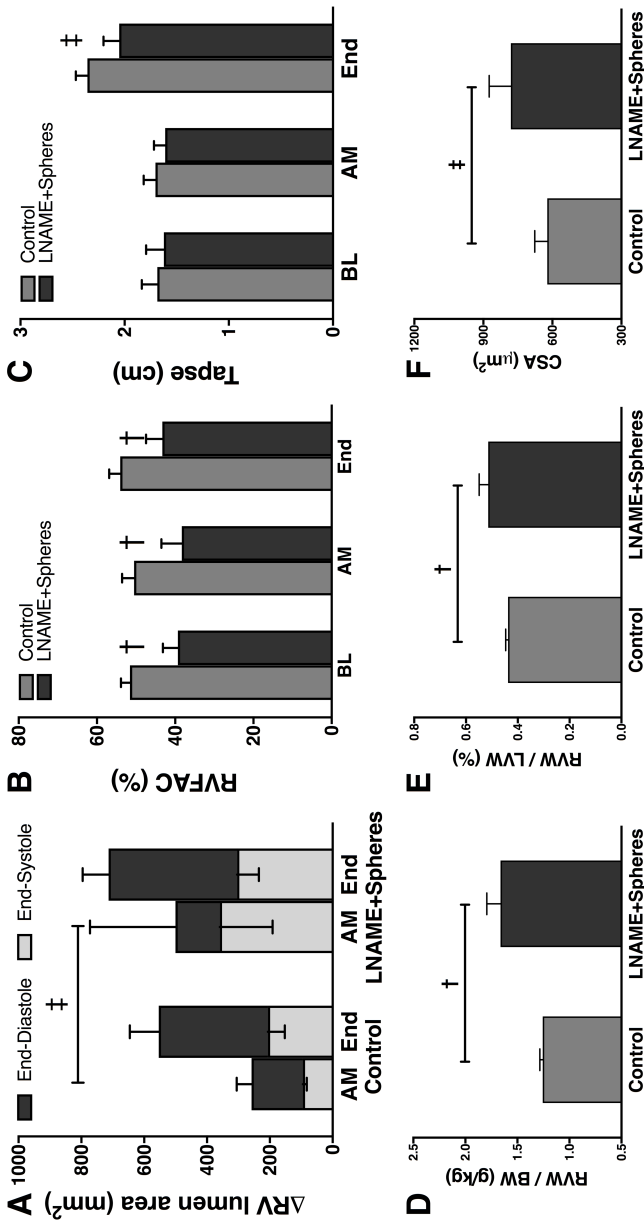 A
End-Diastole
End-Systole
ΔRV lumen area (mm²)
1000
800
600
400
200
0
‡
AM
End
AM
End
Control
LNAME+Spheres
B
Control
LNAME+Spheres
RVFAC (%)
80
60
40
20
0
†
†
†
BL
AM
End
C
Control
LNAME+Spheres
Tapse (cm)
3
2
1
0
‡
BL
AM
End
D
RVW / BW (g/kg)
2.5
2.0
1.5
1.0
0.5
†
Control
LNAME+Spheres
E
RVW / LVW (%)
0.8
0.6
0.4
0.2
0.0
†
Control
LNAME+Spheres
F
CSA (μm²)
1200
900
600
300
‡
Control
LNAME+Spheres